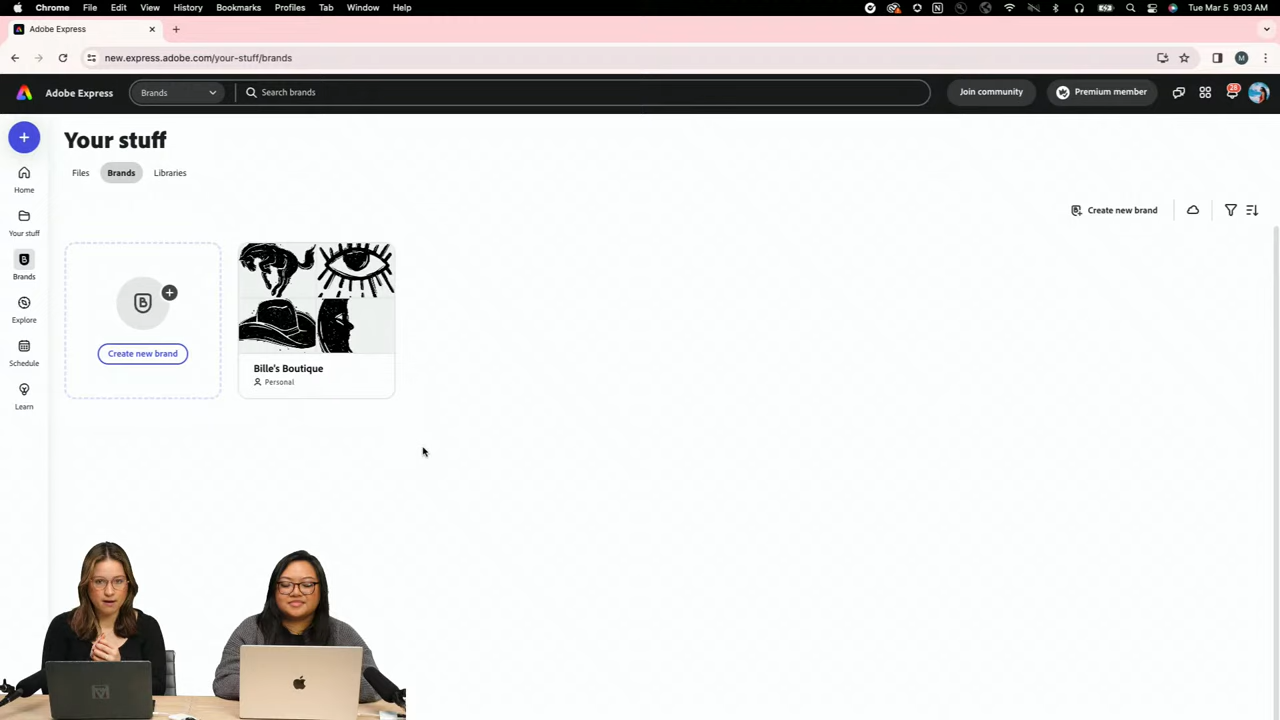 Chrome File Edit View History Bookmarks Profiles Tab Window Help Tue Mar 5 9:03 AM
Adobe Express
new.express.adobe.com/your-stuff/brands M
Adobe Express Brands Search brands Join community Premium member 28
Your stuff
Files Brands Libraries
Home
Create new brand
Your stuff
Brands
Explore
Schedule
Learn
Create new brand
Bille's Boutique
Personal